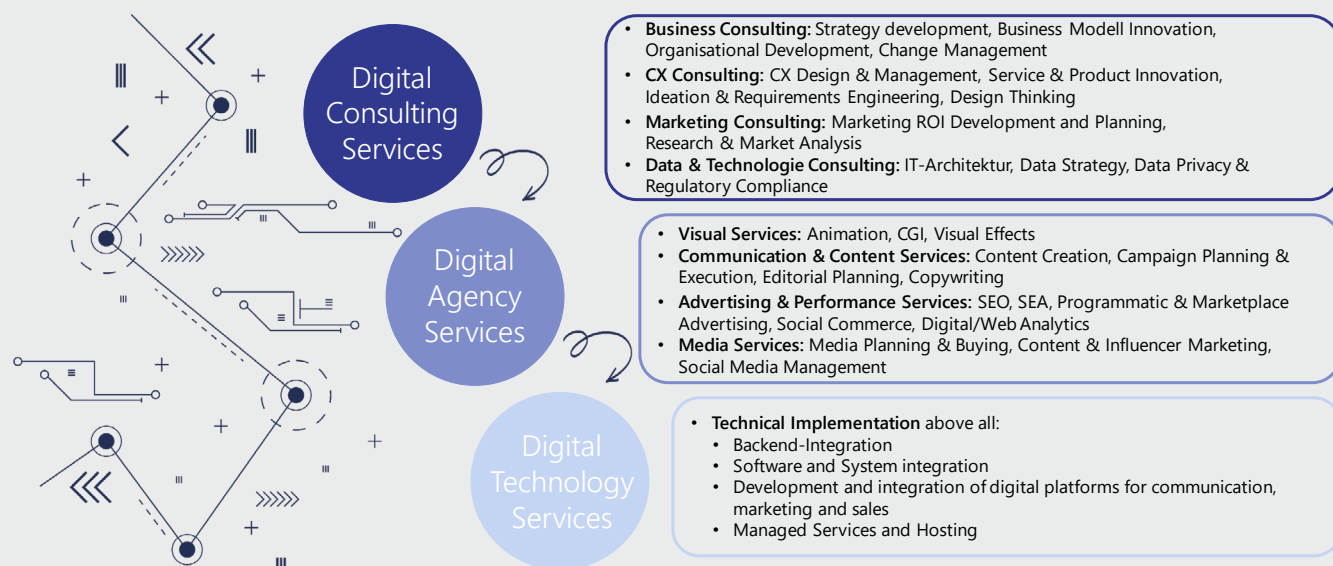 Digital
Consulting
Services
• Business Consulting: Strategy development, Business Modell Innovation,
Organisational Development, Change Management
• CX Consulting: CX Design & Management, Service & Product Innovation,
Ideation & Requirements Engineering, Design Thinking
• Marketing Consulting: Marketing ROI Development and Planning,
Research & Market Analysis
• Data & Technologie Consulting: IT-Architektur, Data Strategy, Data Privacy &
Regulatory Compliance
Digital
Agency
Services
• Visual Services: Animation, CGI, Visual Effects
• Communication & Content Services: Content Creation, Campaign Planning &
Execution, Editorial Planning, Copywriting
• Advertising & Performance Services: SEO, SEA, Programmatic & Marketplace
Advertising, Social Commerce, Digital/Web Analytics
• Media Services: Media Planning & Buying, Content & Influencer Marketing,
Social Media Management
Digital
Technology
Services
• Technical Implementation above all:
• Backend-Integration
• Software and System integration
• Development and integration of digital platforms for communication,
marketing and sales
• Managed Services and Hosting